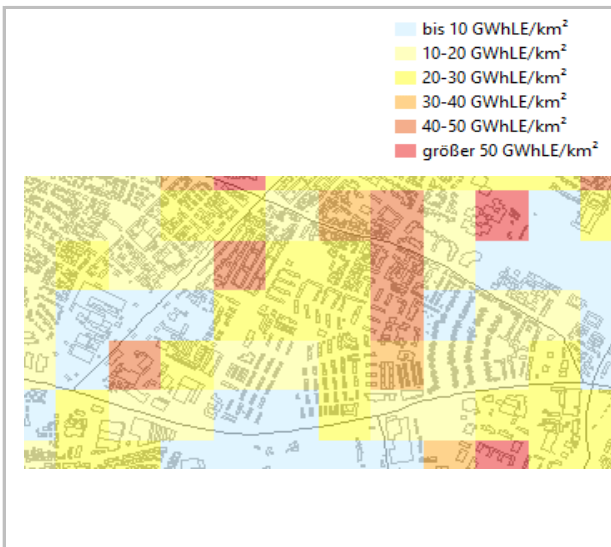 bis 10 GWhLE/km²
10-20 GWhLE/km²
20-30 GWhLE/km²
30-40 GWhLE/km²
40-50 GWhLE/km²
größer 50 GWhLE/km²